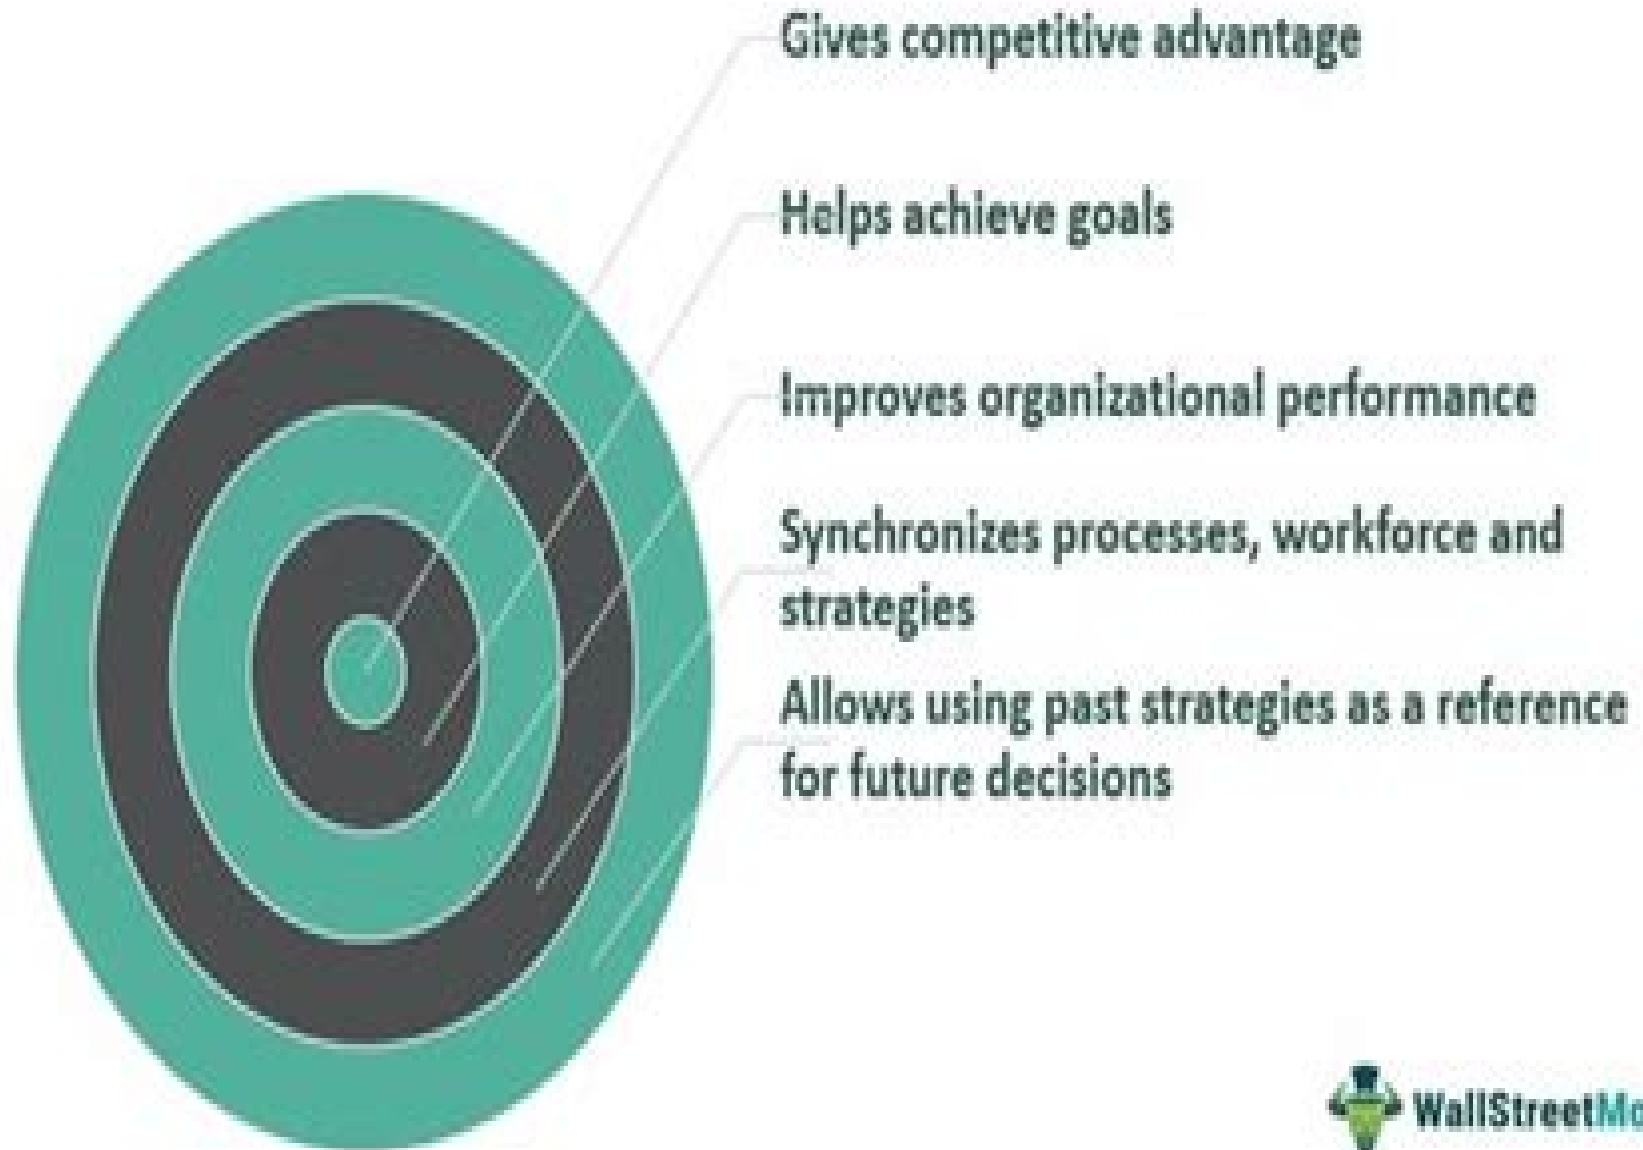 Gives competitive advantage
Helps achieve goals
Improves organizational performance
Synchronizes processes, workforce and
strategies
Allows using past strategies as a reference
for future decisions
WallStreetMo